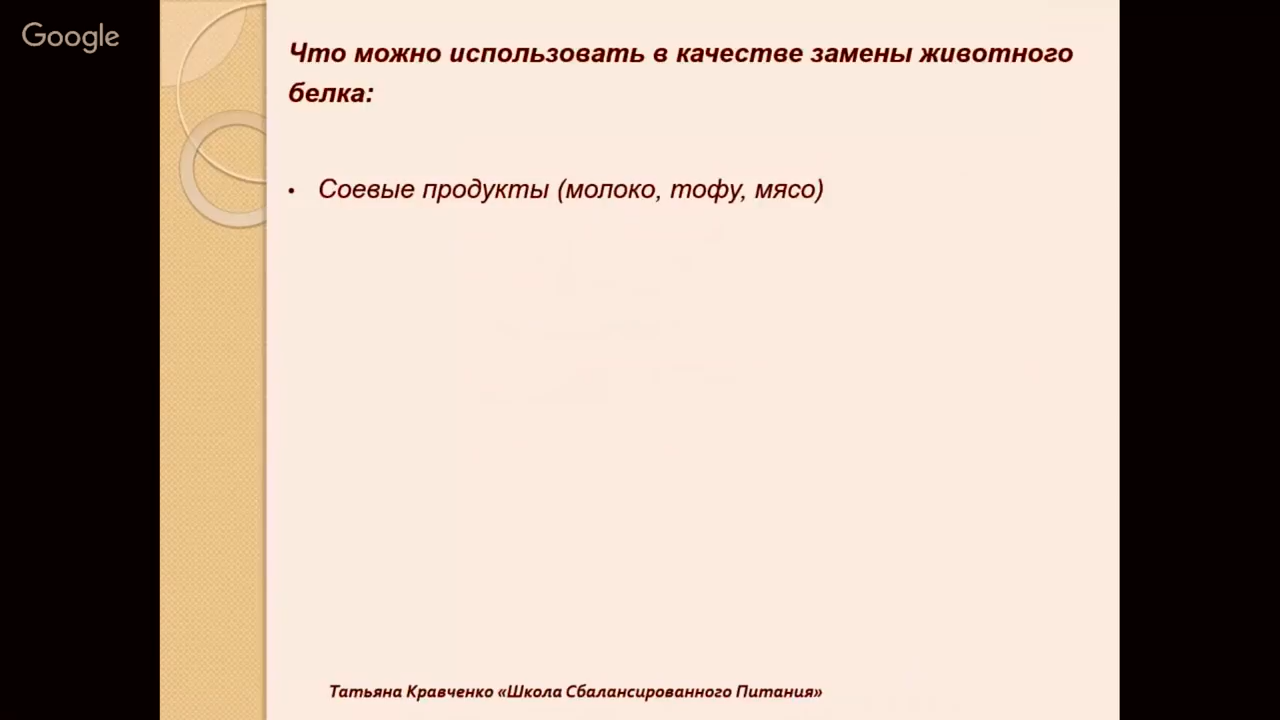 Google
Что можно использовать в качестве замены животного
белка:
• Соевые продукты (молоко, тофу, мясо)
Татьяна Кравченко «Школа Сбалансированного Питания»